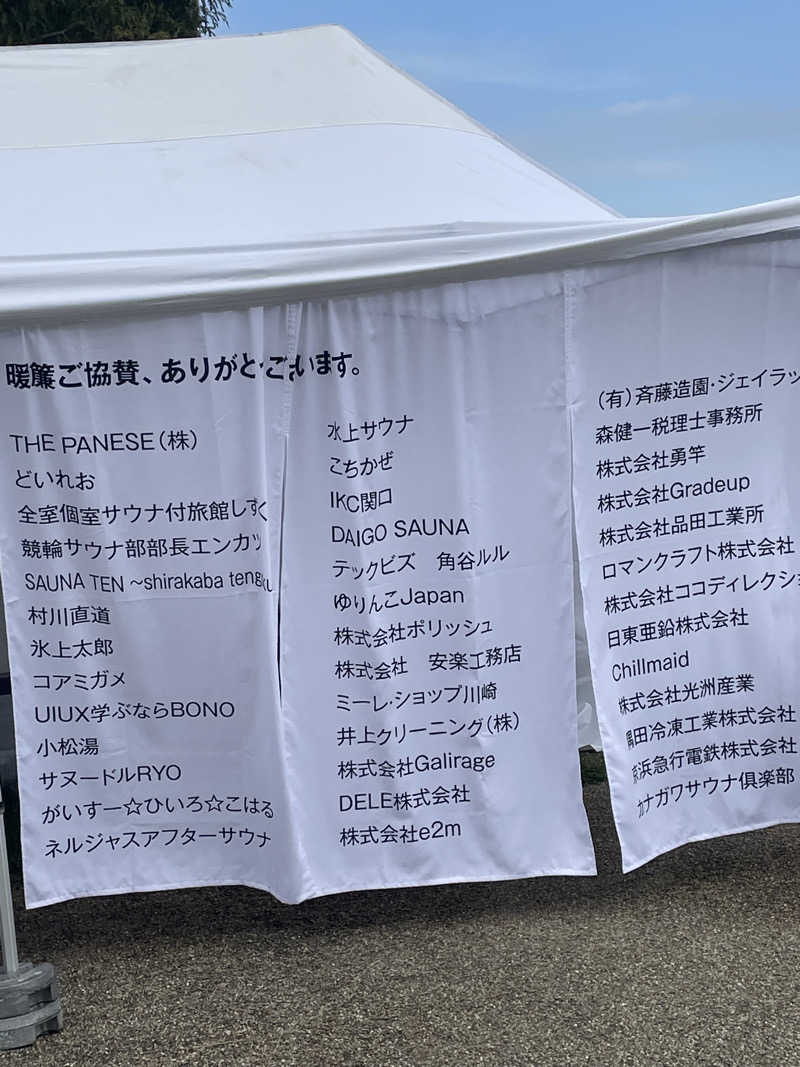 暖簾ご協賛、ありがとうございます。
THE PANESE(株)
どいれお
全室個室サウナ付旅館しずく
競輪サウナ部部長エンカツ
SAUNA TEN ~shirakaba tengu
村川直道
氷上太郎
コアミガメ
UIUX学ぶならBONO
小松湯
サヌードルRYO
がいすー☆ひいろ☆こはる
ネルジャスアフターサウナ
水上サウナ
こちかぜ
IKC関口
DAIGO SAUNA
テックビズ 角谷ルル
ゆりんこJapan
株式会社ポリッシュ
株式会社 安楽工務店
ミーレ・ショップ川崎
井上クリーニング(株)
株式会社Galirage
DELE株式会社
株式会社e2m
(有)斉藤造園・ジェイラッ
森健一税理士事務所
株式会社勇竿
株式会社Gradeup
株式会社品田工業所
ロマンクラフト株式会社
株式会社ココディレクショ
日東亜鉛株式会社
Chillmaid
株式会社光洲産業
田冷凍工業株式会社
京浜急行電鉄株式会社
カナガワサウナ倶楽部